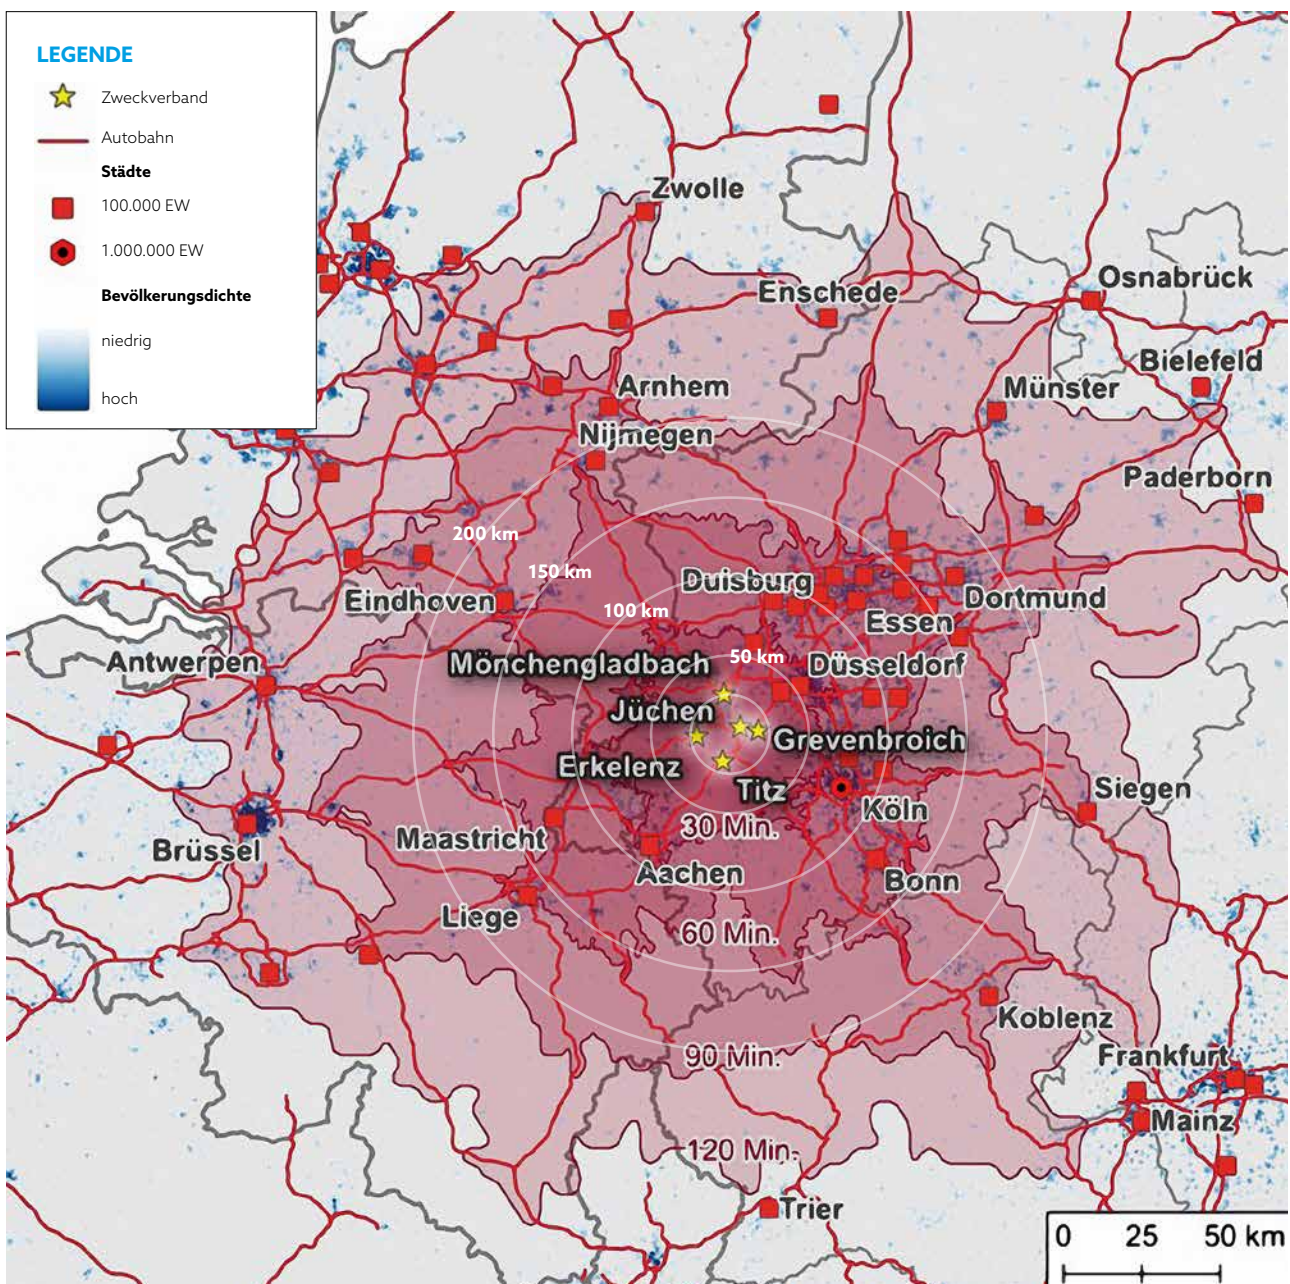 LEGENDE
Zweckverband
Autobahn
Städte
100.000 EW
1.000.000 EW
Bevölkerungsdichte
niedrig
hoch
Zwolle
Osnabrück
Enschede
Bielefeld
Arnhem
Münster
Nijmegen
Paderborn
200 km
150 km
Duisburg
Eindhoven
100 km
Dortmund
Essen
Antwerpen
Mönchengladbach
50 km
Düsseldorf
Jüchen
Grevenbroich
Erkelenz
Titz
Siegen
Köln
30 Min.
Maastricht
Brüssel
Aachen
Bonn
Liege
60 Min.
Koblenz
90 Min.
Frankfurt
Mainz
120 Min.
Trier
0 25 50 km